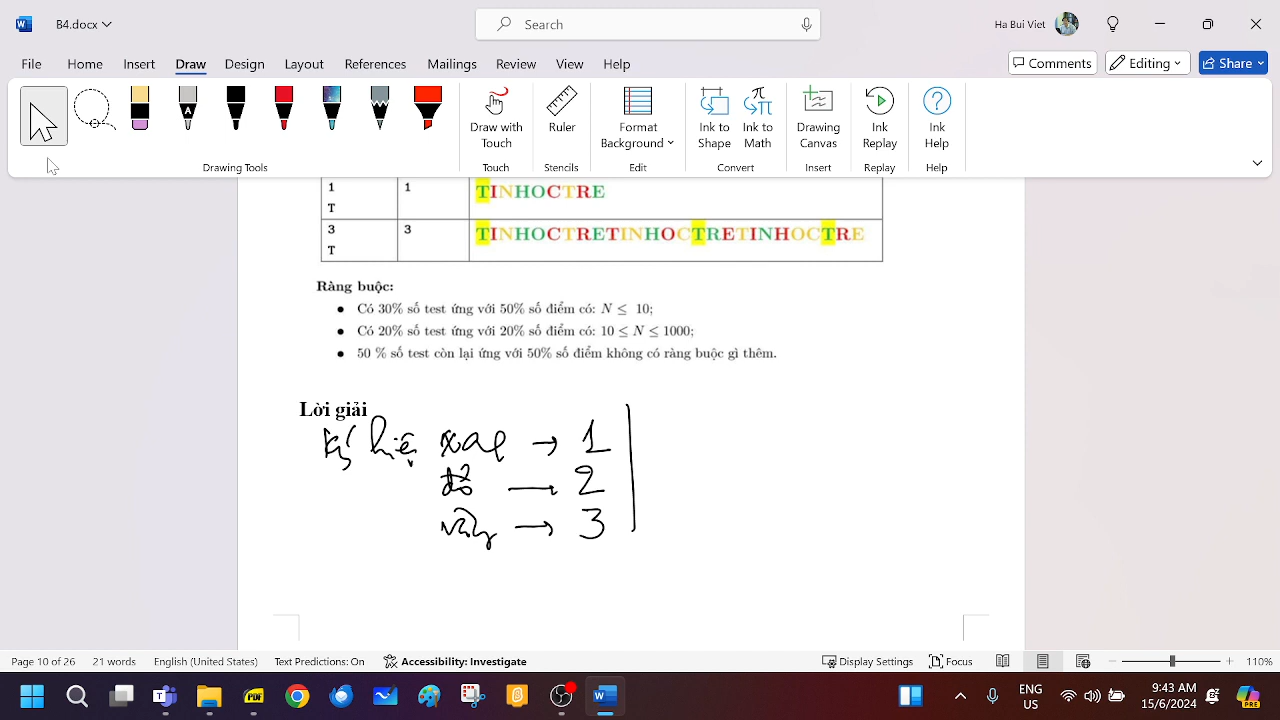 B4.docx
Search
Ha Bui Viet
File Home Insert Draw Design Layout References Mailings Review View Help
Comments Editing Share
Draw with Touch Ruler Format Background Ink to Shape Ink to Math Drawing Canvas Ink Replay Ink Help
Drawing Tools Touch Stencils Edit Convert Insert Replay Help
1 1 TINHOCTRE
T
3 3 TINHOCTRETINHOCTRETINHOCTRE
T
Ràng buộc:
• Có 30% số test ứng với 50% số điểm có: N ≤ 10;
• Có 20% số test ứng với 20% số điểm có: 10 ≤ N ≤ 1000;
• 50 % số test còn lại ứng với 50% số điểm không có ràng buộc gì thêm.
Lời giải
→ 1
đỏ → 2
→ 3
Page 10 of 26 21 words English (United States) Text Predictions: On Accessibility: Investigate Display Settings Focus 110%
ENG
US
9:43 AM
15/6/2024